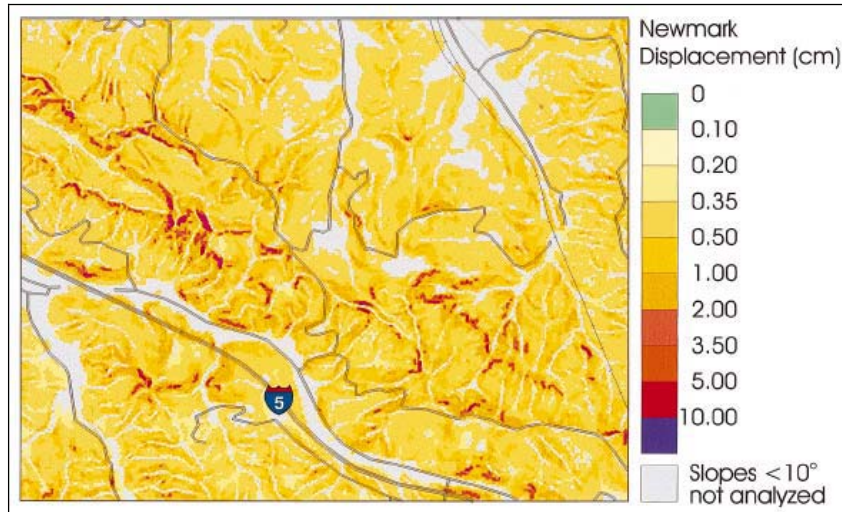 Newmark
Displacement (cm)
0
0.10
0.20
0.35
0.50
1.00
2.00
3.50
5.00
10.00
Slopes <10°
not analyzed
5